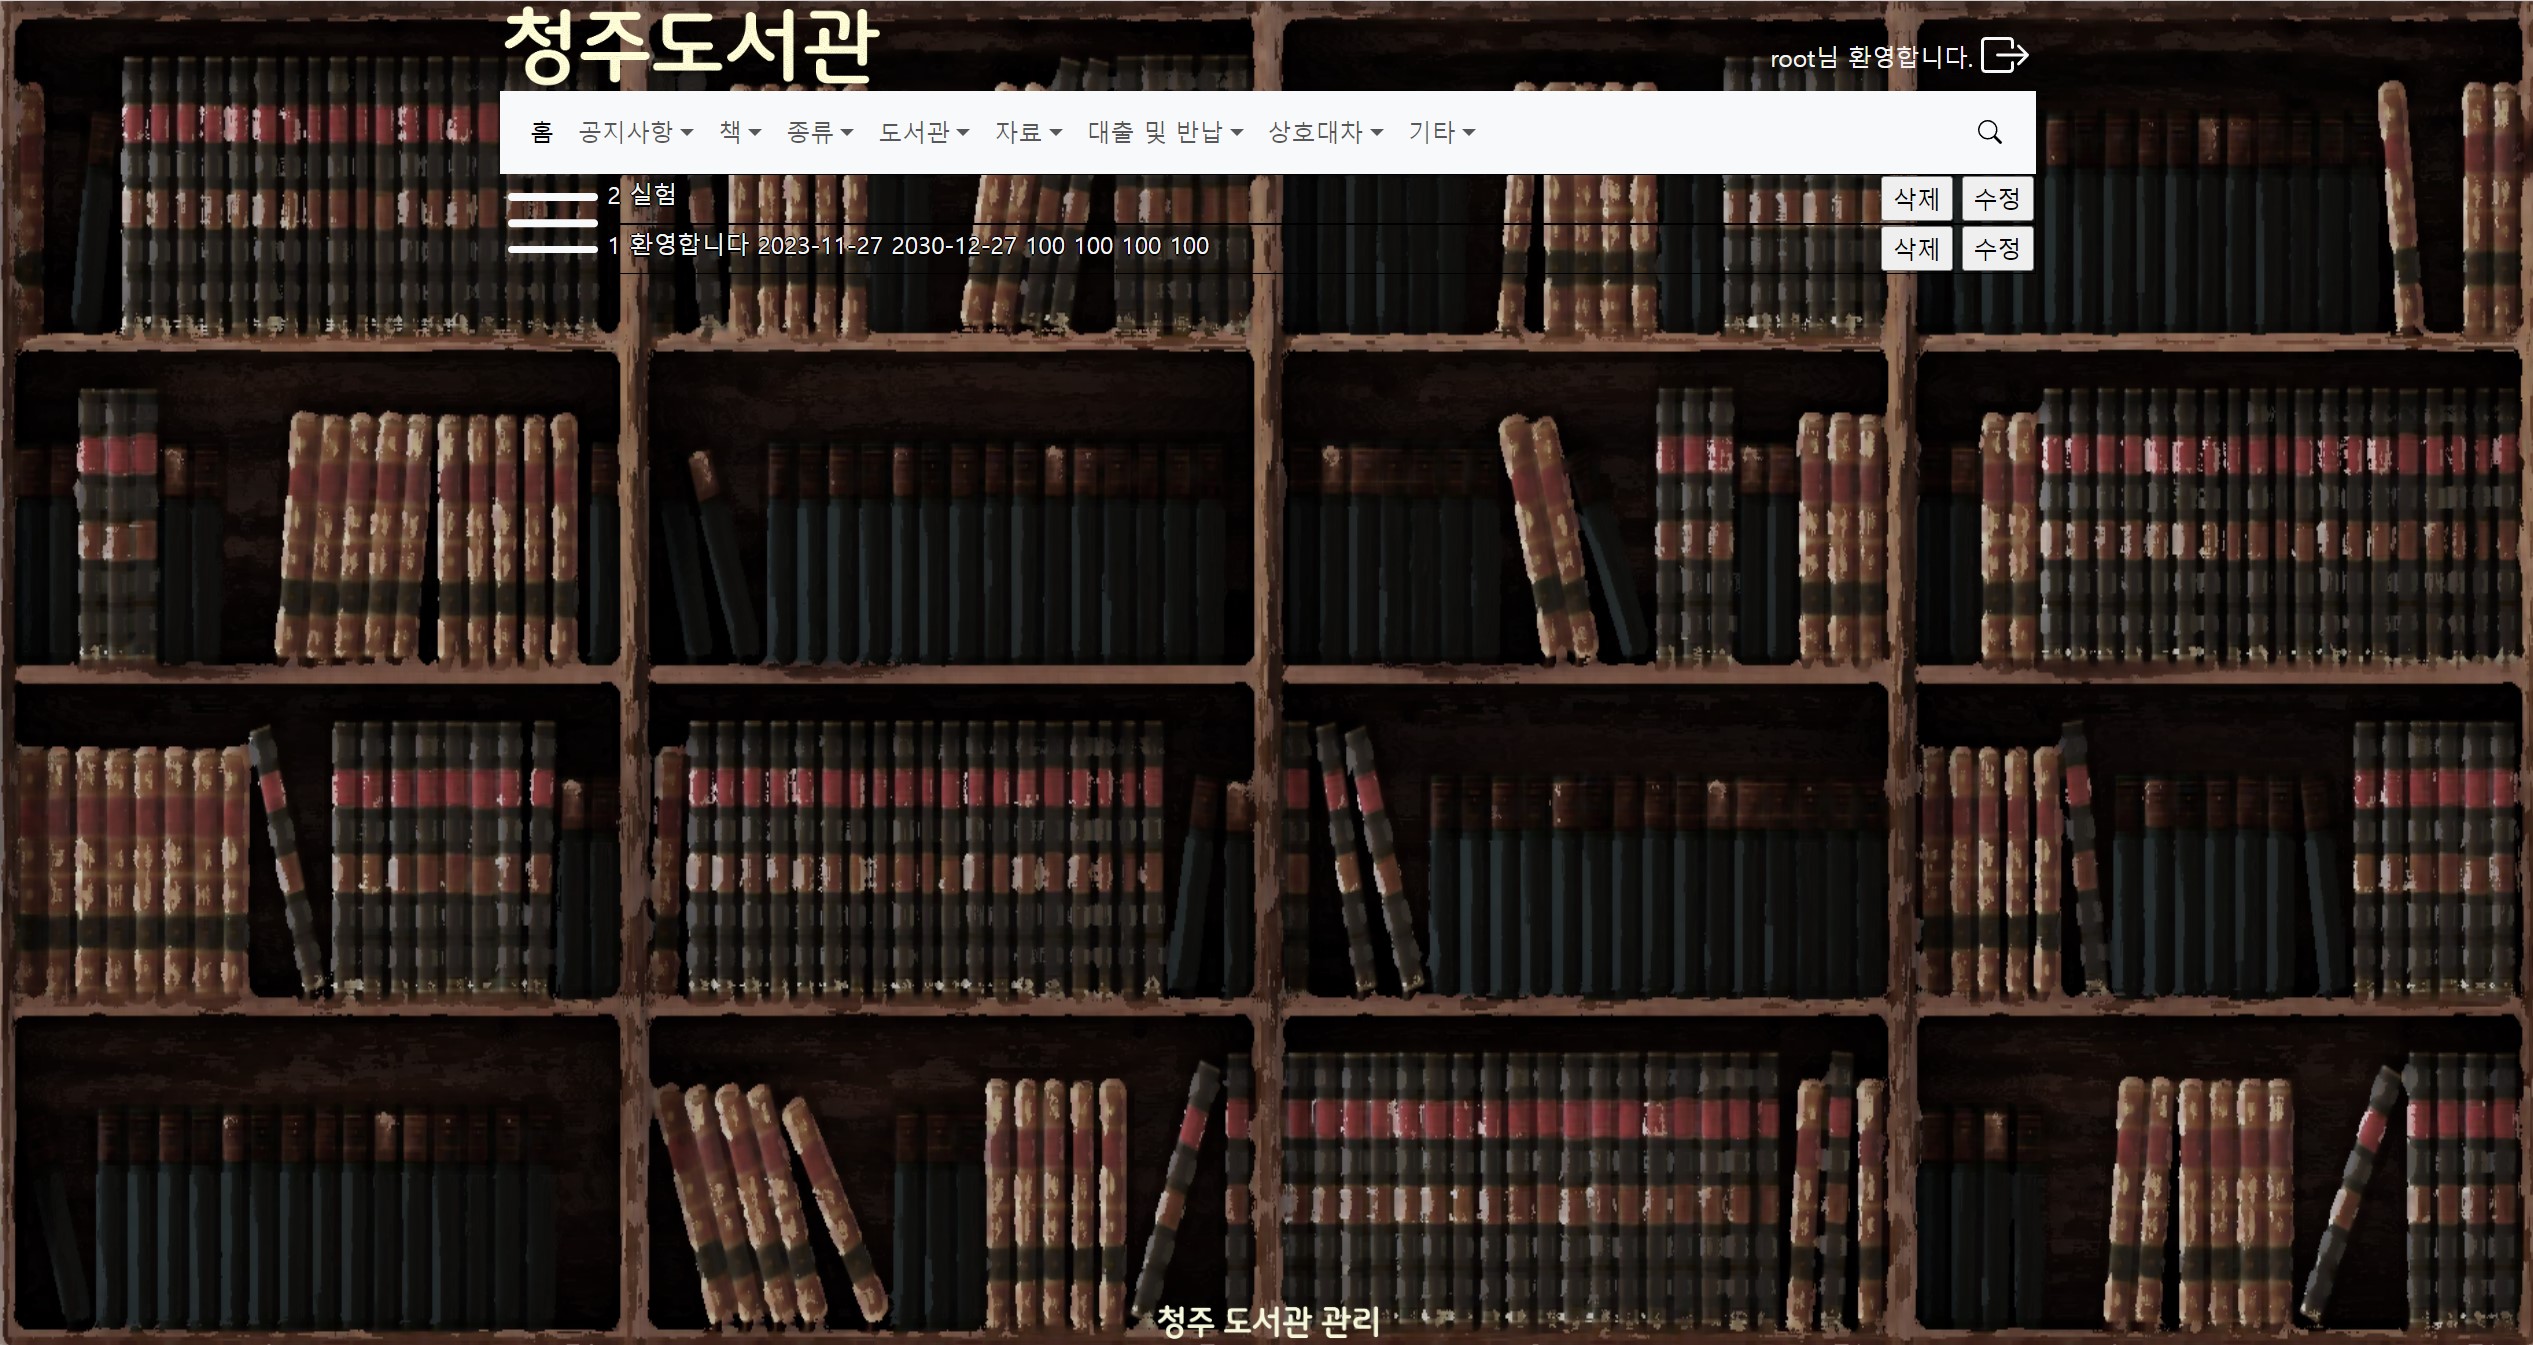 청주도서관
root님 환영합니다.
홈 공지사항 책 종류 도서관 자료 대출 및 반납 상호대차 기타
2 실험 삭제 수정
1 환영합니다 2023-11-27 2030-12-27 100 100 100 100 삭제 수정
청주 도서관 관리